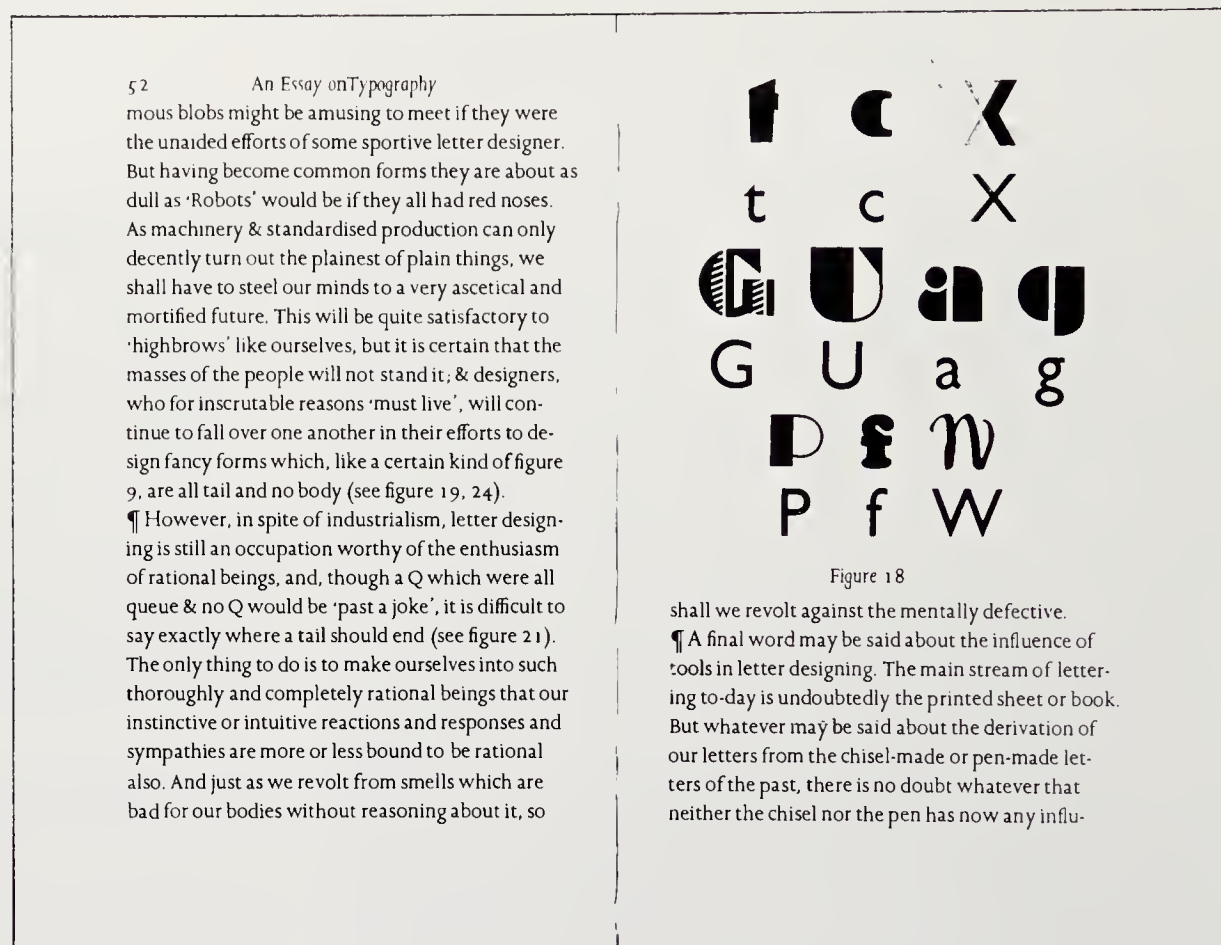 52 An Essay onTypography
mous blobs might be amusing to meet if they were
the unaided efforts of some sportive letter designer.
But having become common forms they are about as
dull as ‘Robots’ would be if they all had red noses.
As machinery & standardised production can only
decently turn out the plainest of plain things, we
shall have to steel our minds to a very ascetical and
mortified future. This will be quite satisfactory to
‘highbrows’ like ourselves, but it is certain that the
masses of the people will not stand it; & designers,
who for inscrutable reasons ‘must live’, will con-
tinue to fall over one another in their efforts to de-
sign fancy forms which, like a certain kind of figure
9, are all tail and no body (see figure 19, 24).
¶ However, in spite of industrialism, letter design-
ing is still an occupation worthy of the enthusiasm
of rational beings, and, though a Q which were all
queue & no Q would be ‘past a joke’, it is difficult to
say exactly where a tail should end (see figure 21).
The only thing to do is to make ourselves into such
thoroughly and completely rational beings that our
instinctive or intuitive reactions and responses and
sympathies are more or less bound to be rational
also. And just as we revolt from smells which are
bad for our bodies without reasoning about it, so
t c X
t c X
G U a g
G U a g
P f W
P f W
Figure 18
shall we revolt against the mentally defective.
¶ A final word may be said about the influence of
tools in letter designing. The main stream of letter-
ing to-day is undoubtedly the printed sheet or book.
But whatever may be said about the derivation of
our letters from the chisel-made or pen-made let-
ters of the past, there is no doubt whatever that
neither the chisel nor the pen has now any influ-